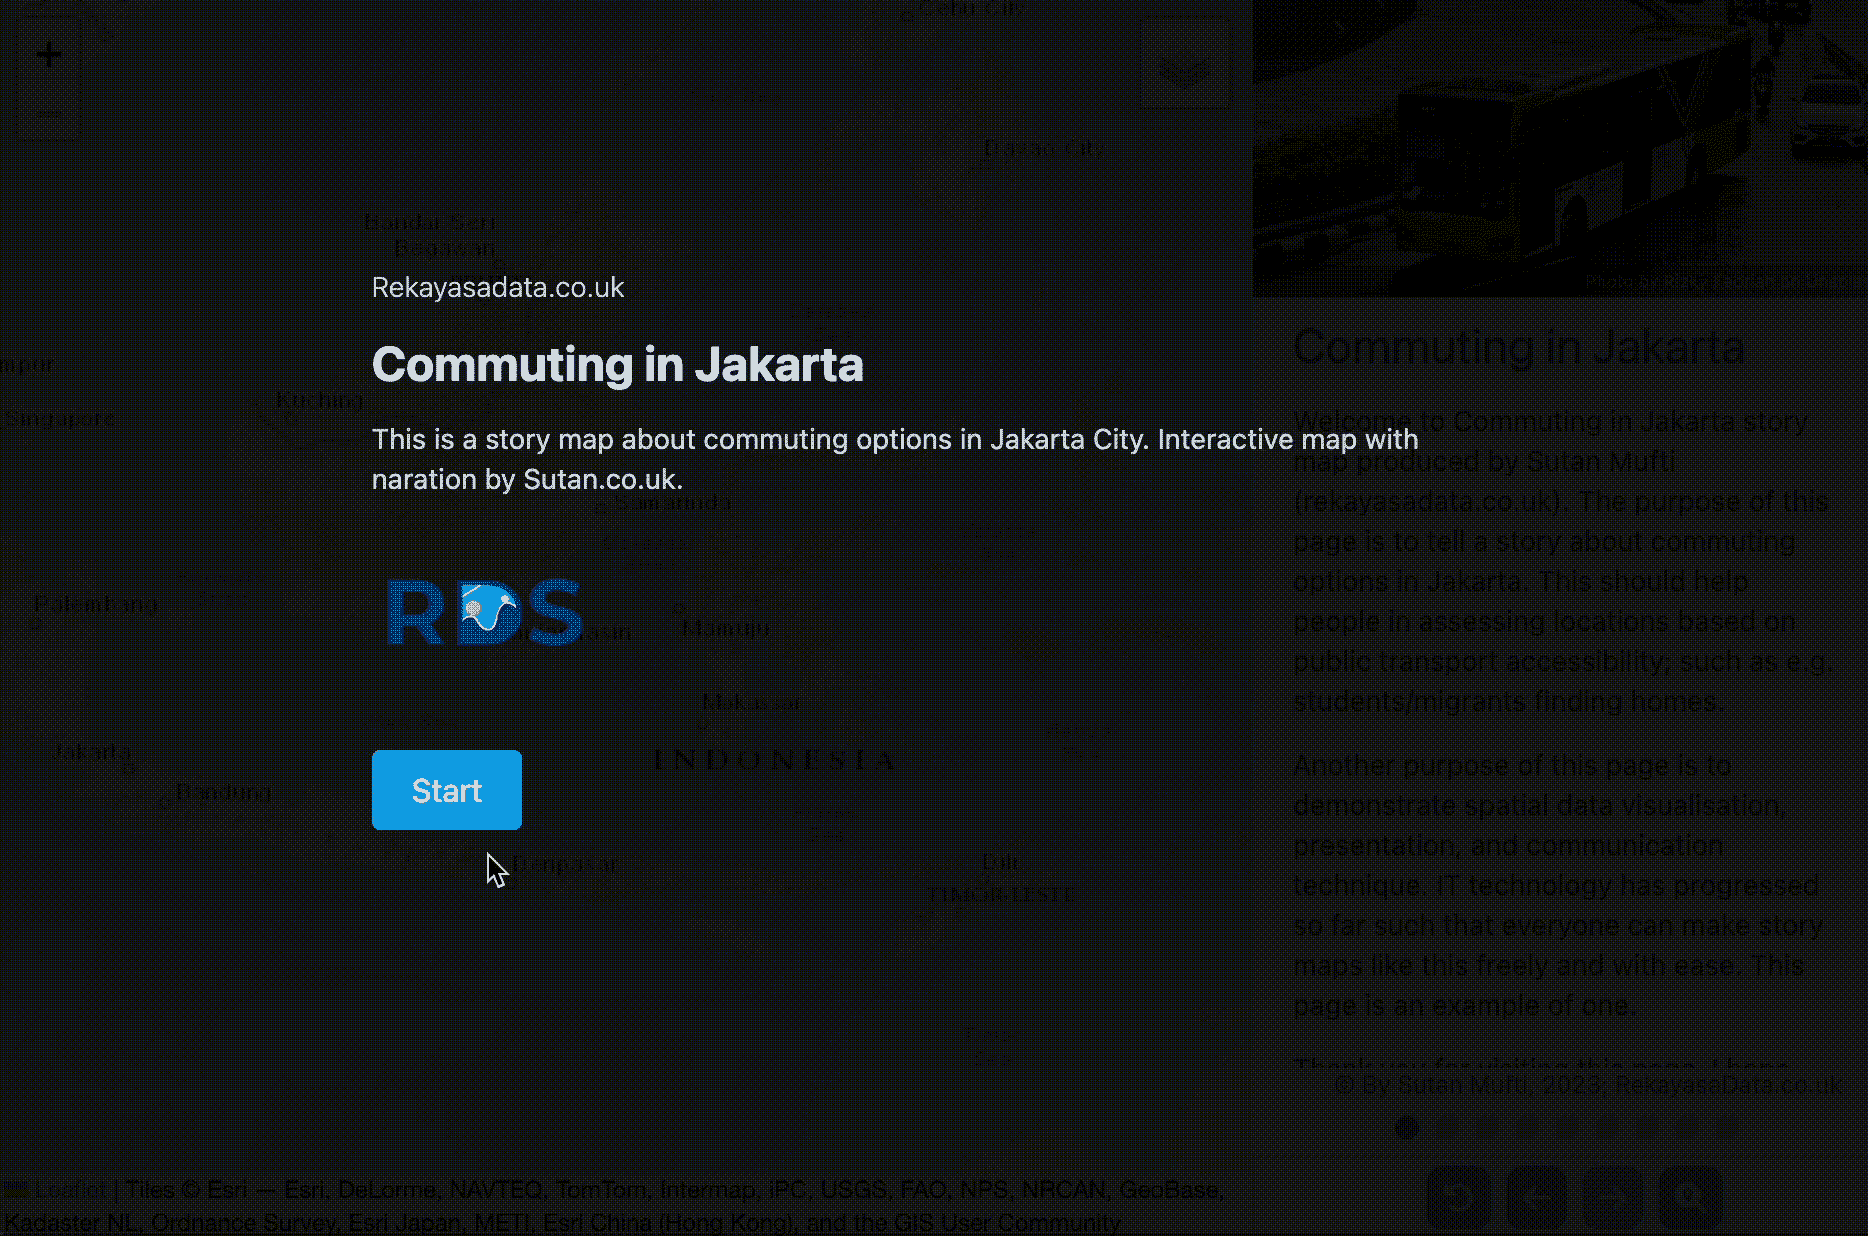 +
Cebu City
Davao City
Bandar Seri
Bagawan
Rekayasadata.co.uk
Commuting in Jakarta
This is a story map about commuting options in Jakarta City. Interactive map with
naration by Sutan.co.uk.
RDS
Start
Singapore
Kuching
Samarinda
Palembang
Mamuju
Makassar
Jakarta
INDONESIA
Bandung
Denpasar
Dili
TIMOR-LESTE
Commuting in Jakarta
Welcome to Commuting in Jakarta story
map produced by Sutan Mufti
(rekayasadata.co.uk). The purpose of this
page is to tell a story about commuting
options in Jakarta. This should help
people in assessing locations based on
public transport accessibility; such as e.g.
students/migrants finding homes.
Another purpose of this page is to
demonstrate spatial data visualisation,
presentation, and communication
technique. IT technology has progressed
so far such that everyone can make story
maps like this freely and with ease. This
page is an example of one.
Thank you for visiting this page. I hope
© By Sutan Mufti, 2023, RekayasaData.co.uk
Leaflet | Tiles © Esri — Esri, DeLorme, NAVTEQ, TomTom, Intermap, iPC, USGS, FAO, NPS, NRCAN, GeoBase,
Kadaster NL, Ordnance Survey, Esri Japan, METI, Esri China (Hong Kong), and the GIS User Community